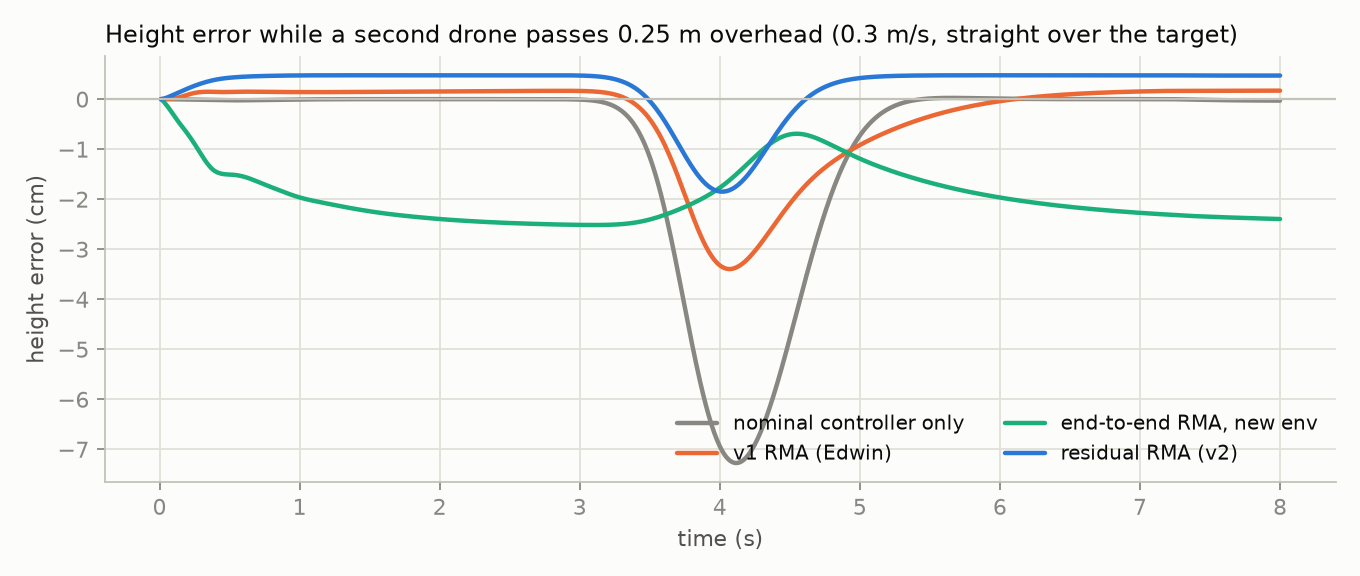 Height error while a second drone passes 0.25 m overhead (0.3 m/s, straight over the target)
height error (cm)
0
−1
−2
−3
−4
−5
−6
−7
nominal controller only
end-to-end RMA, new env
v1 RMA (Edwin)
residual RMA (v2)
0 1 2 3 4 5 6 7 8
time (s)